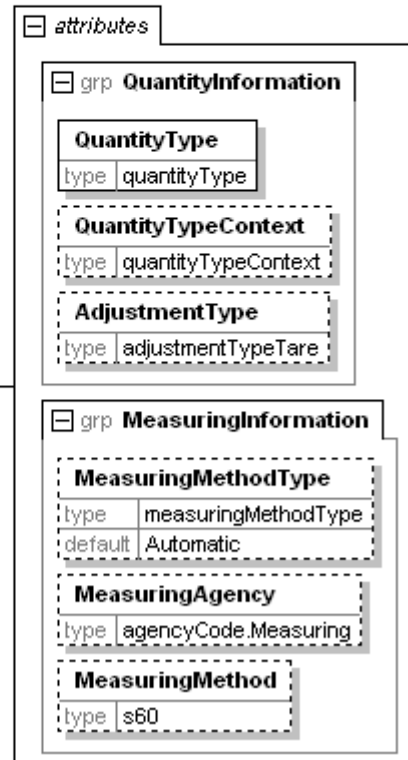 attributes
grp QuantityInformation
QuantityType
type quantityType
QuantityTypeContext
type quantityTypeContext
AdjustmentType
type adjustmentTypeTare
grp MeasuringInformation
MeasuringMethodType
type measuringMethodType
default Automatic
MeasuringAgency
type agencyCode.Measuring
MeasuringMethod
type s60